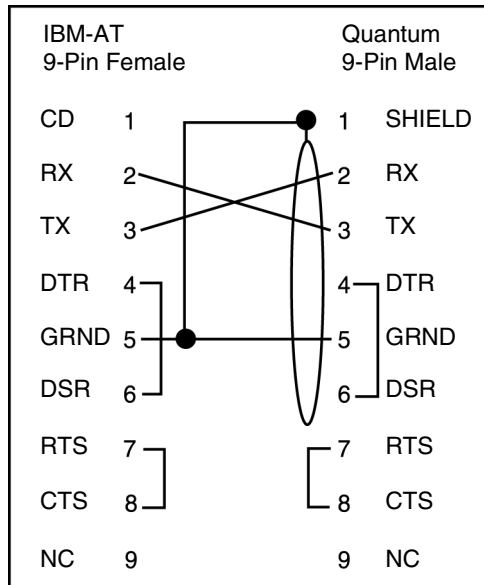 IBM-AT
9-Pin Female
Quantum
9-Pin Male
CD 1 1 SHIELD
RX 2 2 RX
TX 3 3 TX
DTR 4 4 DTR
GRND 5 5 GRND
DSR 6 6 DSR
RTS 7 7 RTS
CTS 8 8 CTS
NC 9 9 NC